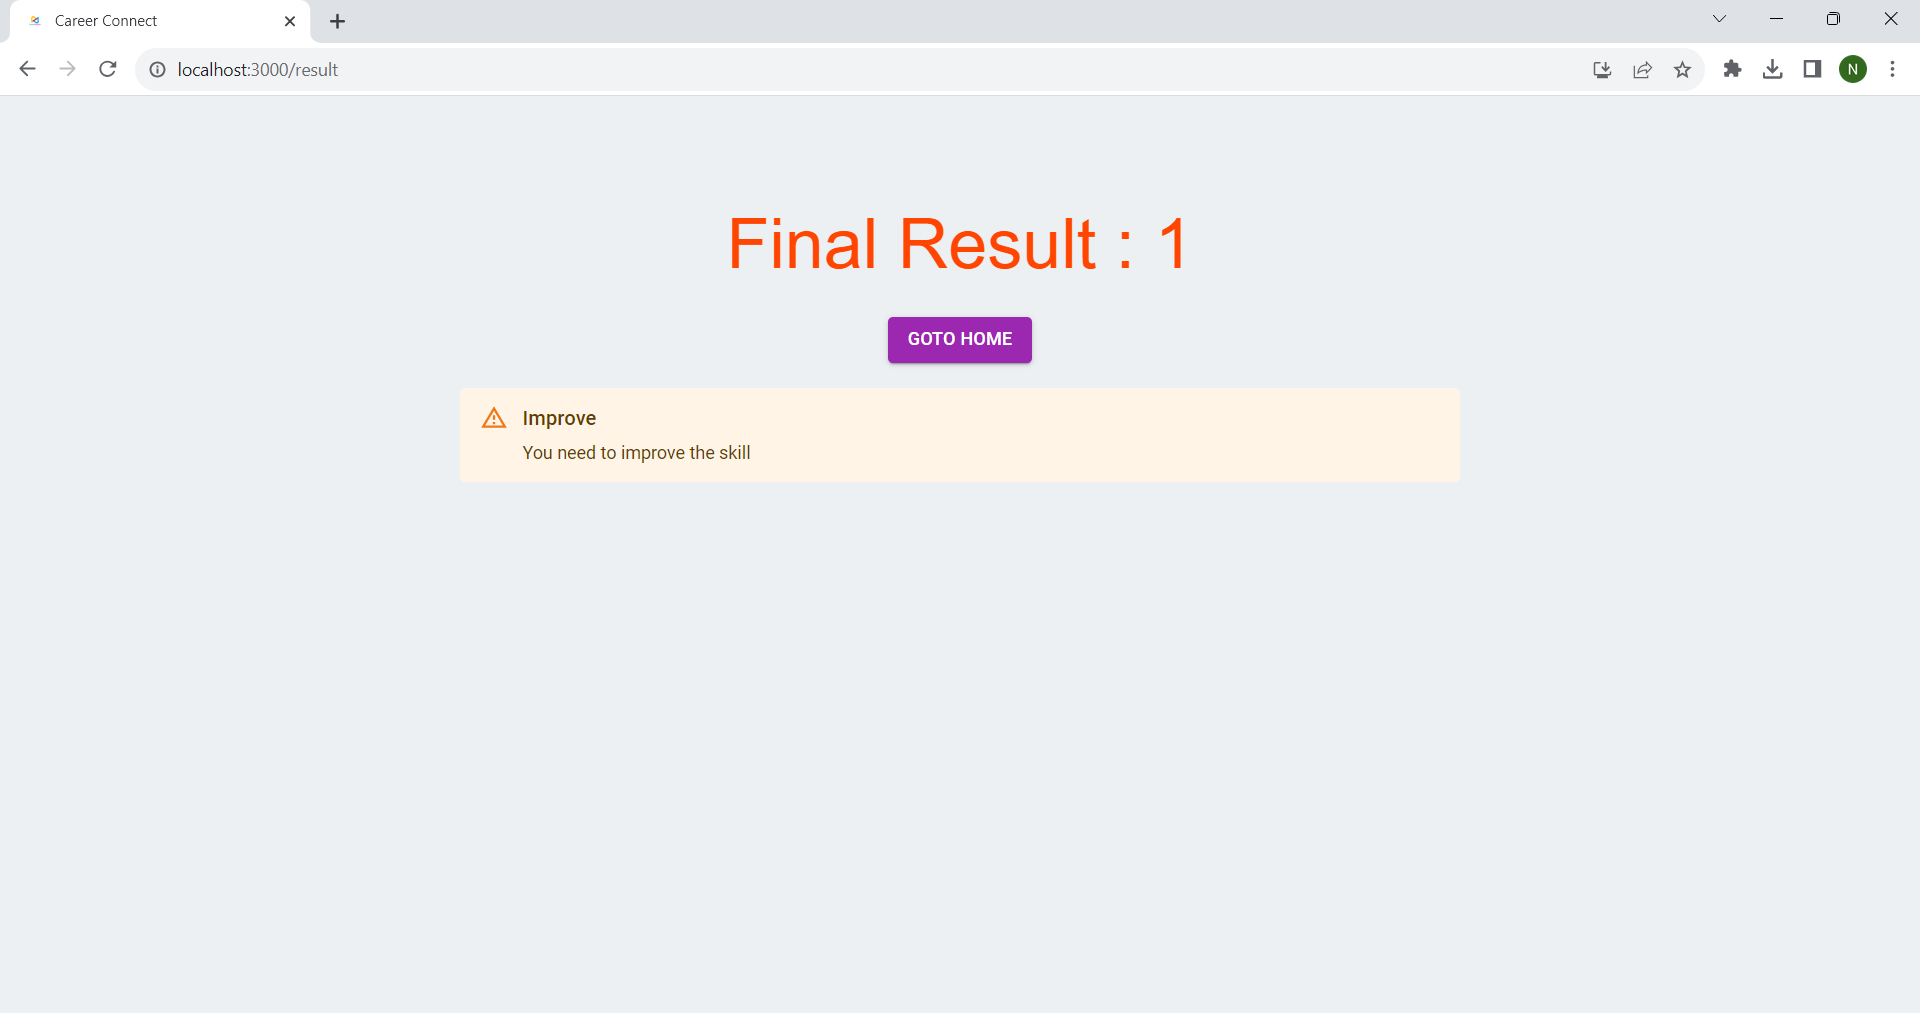 Career Connect
localhost:3000/result
N
Final Result : 1
GOTO HOME
Improve
You need to improve the skill